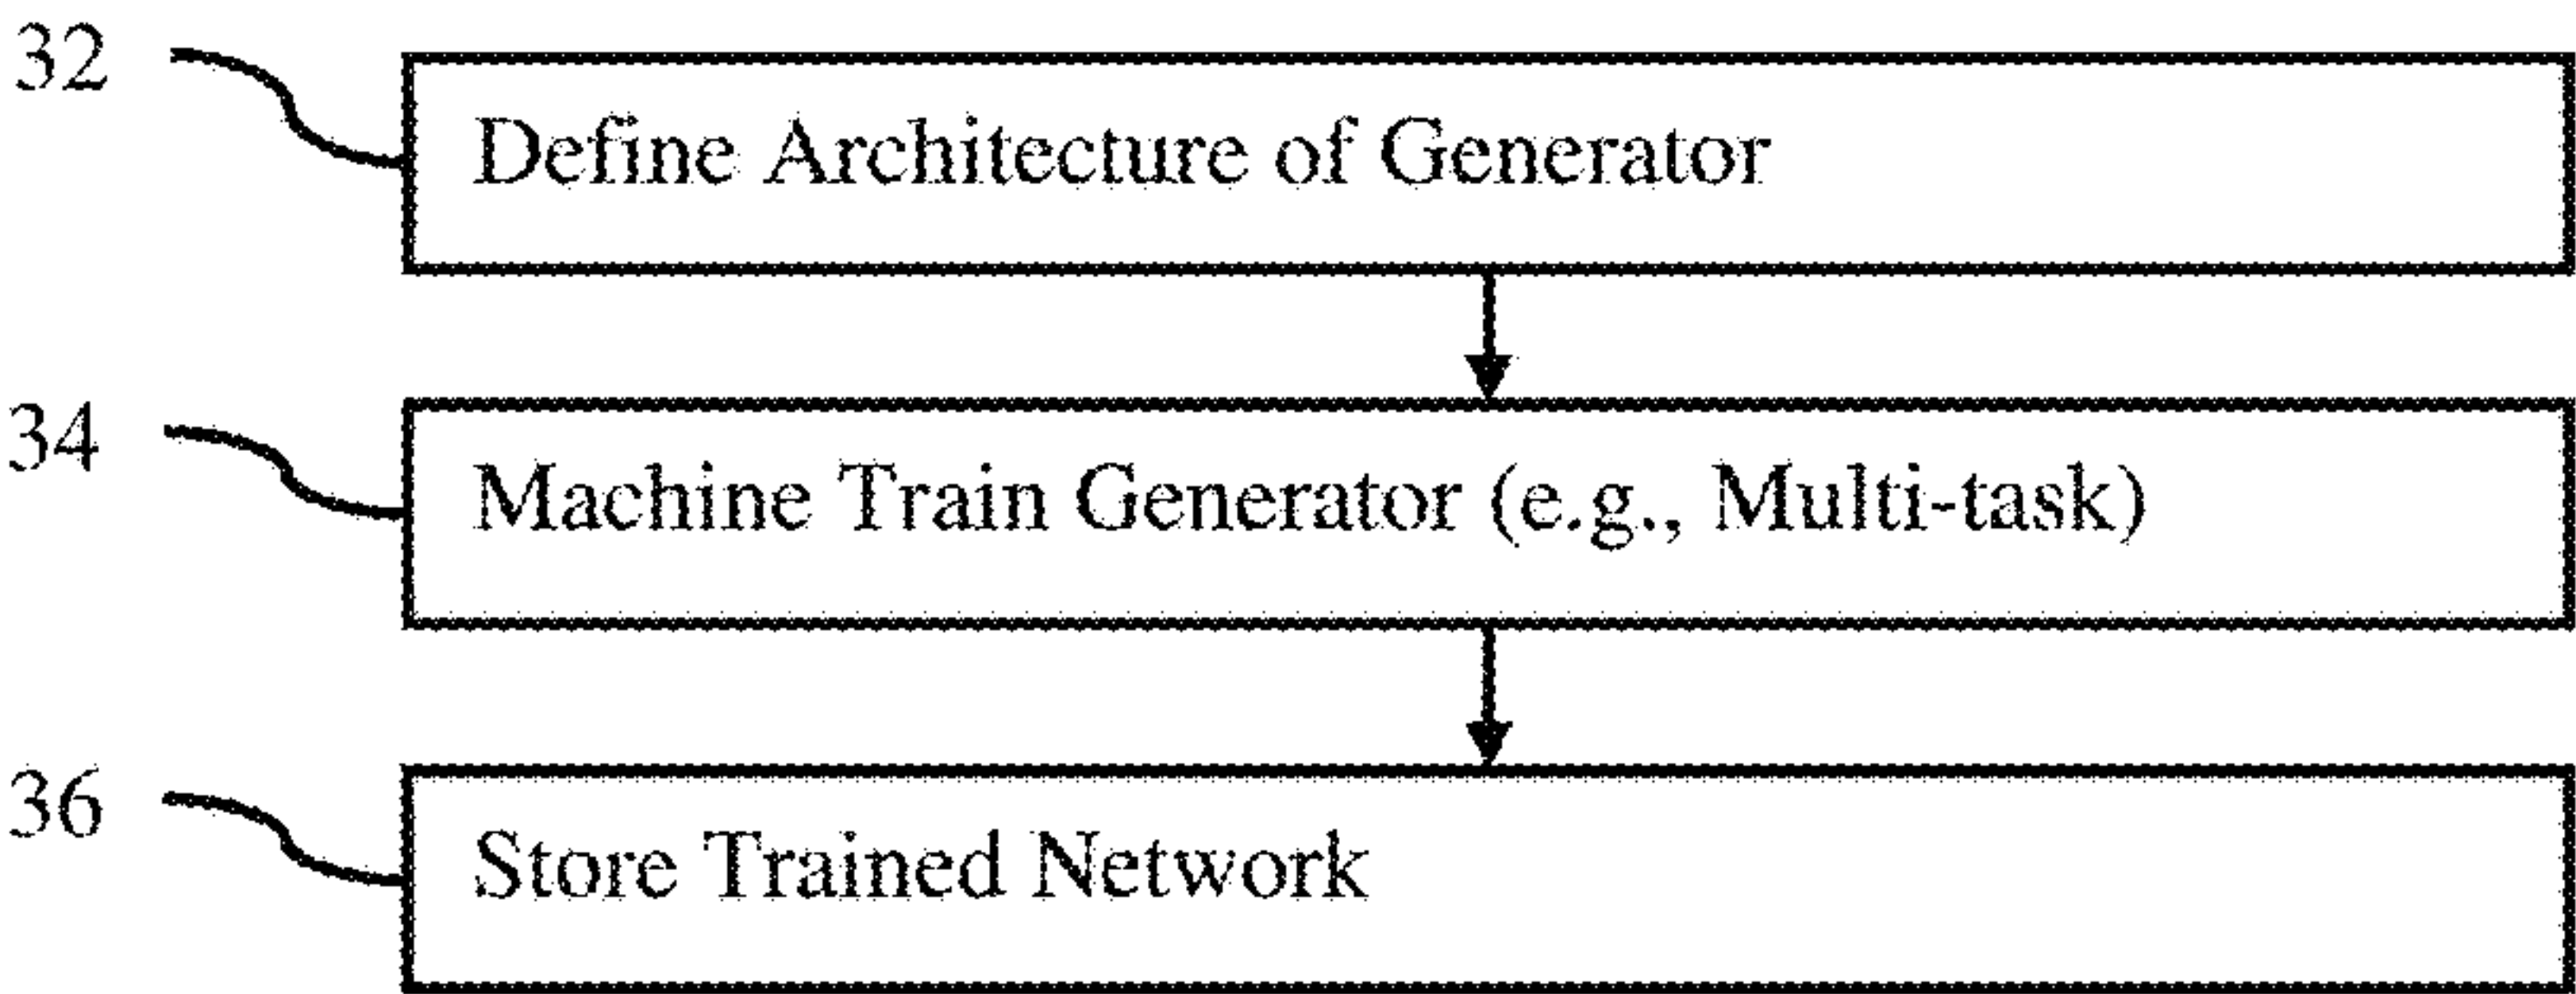 32
Define Architecture of Generator
34
Machine Train Generator (e.g., Multi-task)
36
Store Trained Network